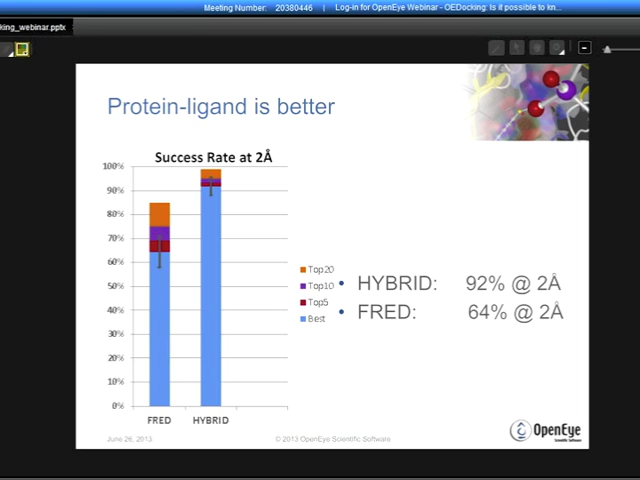 Meeting Number: 20380446 | Log-in for OpenEye Webinar - OEDocking: Is it possible to kn...
king_webinar.pptx
Protein-ligand is better
Success Rate at 2Å
100%
90%
80%
70%
60%
50%
40%
30%
20%
10%
0%
FRED HYBRID
Top20
Top10
Top5
Best
• HYBRID: 92% @ 2Å
• FRED: 64% @ 2Å
June 26, 2013
© 2013 OpenEye Scientific Software
OpenEye
Scientific Software